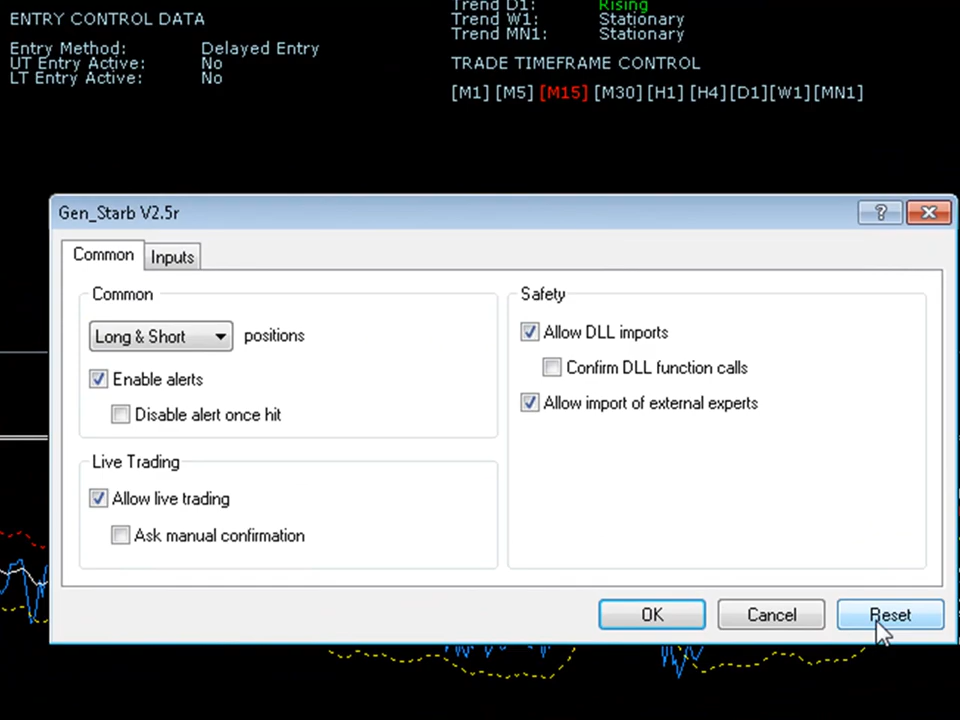 ENTRY CONTROL DATA
Entry Method: Delayed Entry
UT Entry Active: No
LT Entry Active: No
Trend D1: Rising
Trend W1: Stationary
Trend MN1: Stationary
TRADE TIMEFRAME CONTROL
[M1] [M5] [M15] [M30] [H1] [H4] [D1] [W1] [MN1]
Gen_Starb V2.5r
?
Common Inputs
Common
Long & Short positions
Enable alerts
Disable alert once hit
Live Trading
Allow live trading
Ask manual confirmation
Safety
Allow DLL imports
Confirm DLL function calls
Allow import of external experts
OK Cancel Reset